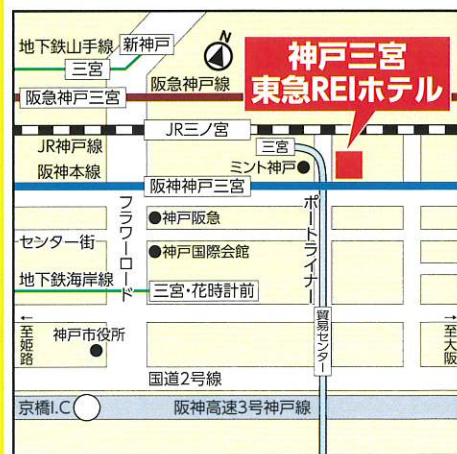 地下鉄山手線
新神戸
N
三宮
阪急神戸線
神戸三宮
東急REIホテル
阪急神戸三宮
JR三ノ宮
JR神戸線
三宮
ミント神戸
阪神本線
阪神神戸三宮
フラワーロード
神戸阪急
ポートライナー
センター街
神戸国際会館
地下鉄海岸線
三宮・花時計前
←至姫路
神戸市役所
貿易センター
→至大阪
国道2号線
京橋I.C
阪神高速3号神戸線